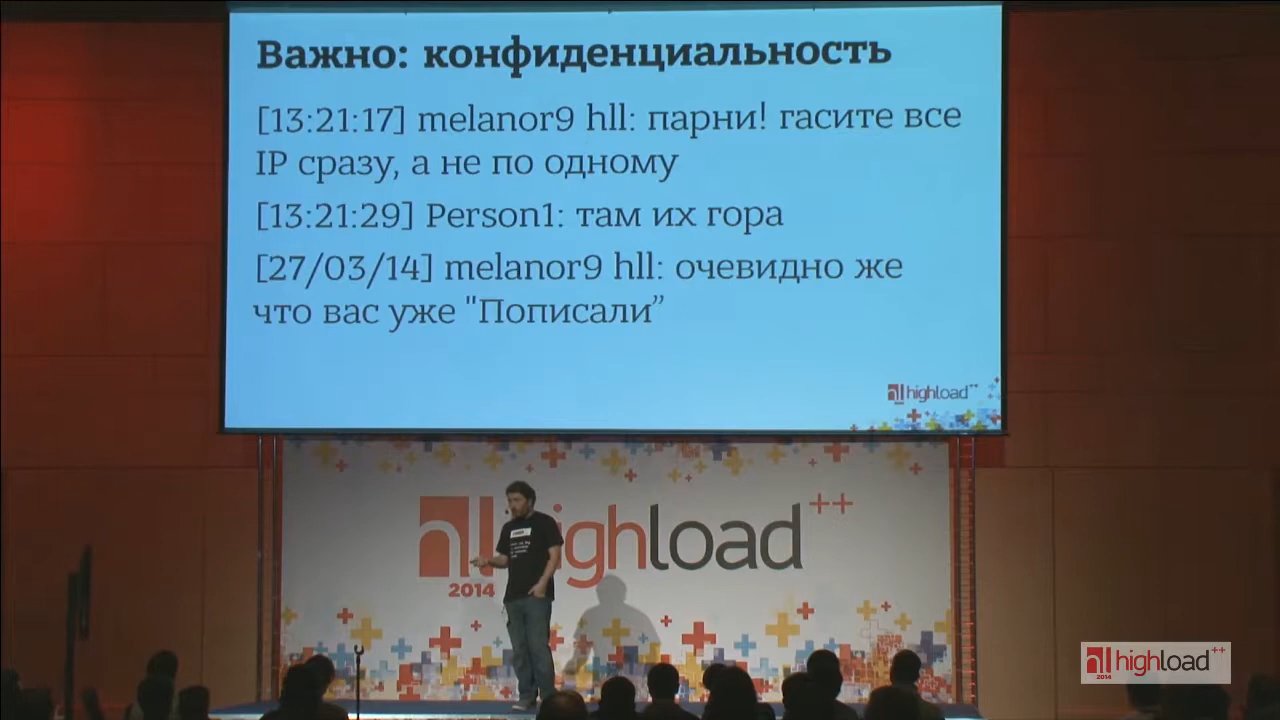 Важно: конфиденциальность
[13:21:17] melanor9 hll: парни! гасите все
IP сразу, а не по одному
[13:21:29] Person1: там их гора
[27/03/14] melanor9 hll: очевидно же
что вас уже "Пописали”
highload++
highload++
2014
highload++
2014